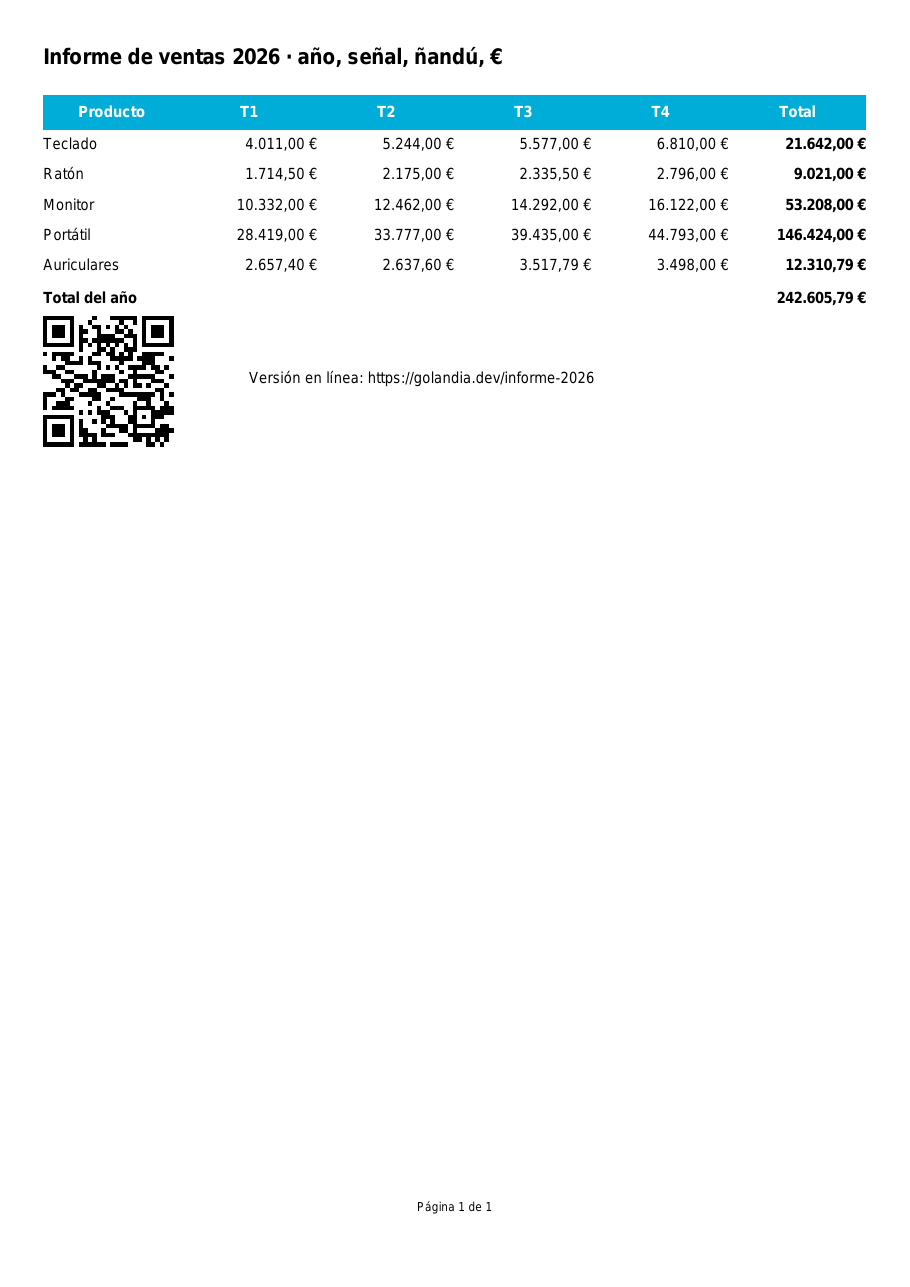 Informe de ventas 2026 · año, señal, ñandú, €
Producto T1 T2 T3 T4 Total
Teclado 4.011,00 € 5.244,00 € 5.577,00 € 6.810,00 € 21.642,00 €
Ratón 1.714,50 € 2.175,00 € 2.335,50 € 2.796,00 € 9.021,00 €
Monitor 10.332,00 € 12.462,00 € 14.292,00 € 16.122,00 € 53.208,00 €
Portátil 28.419,00 € 33.777,00 € 39.435,00 € 44.793,00 € 146.424,00 €
Auriculares 2.657,40 € 2.637,60 € 3.517,79 € 3.498,00 € 12.310,79 €
Total del año 242.605,79 €
Versión en línea: https://golandia.dev/informe-2026
Página 1 de 1